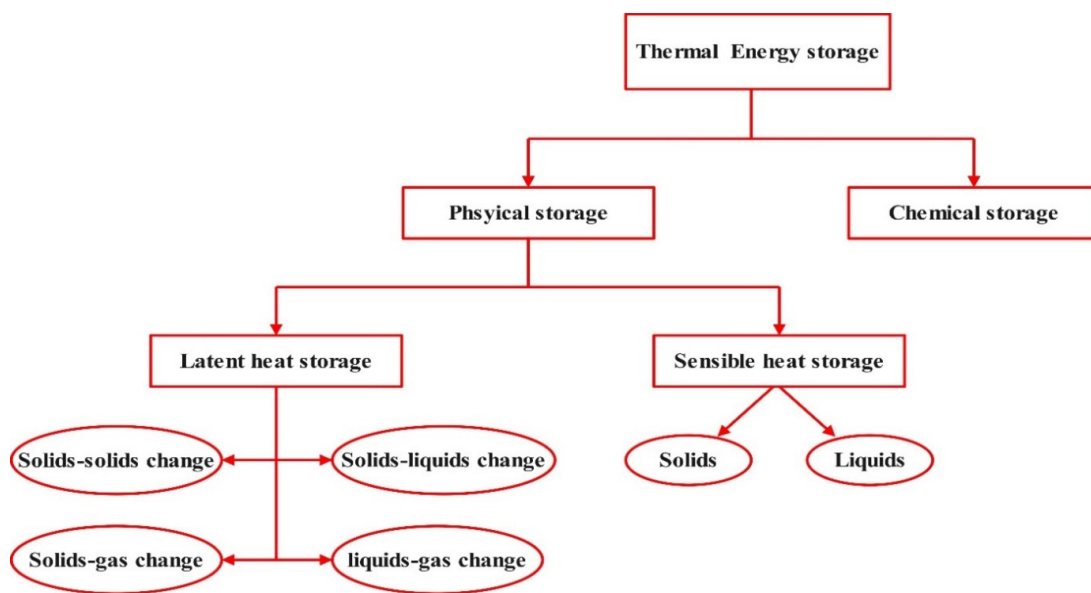 Thermal Energy storage
Phsyical storage
Chemical storage
Latent heat storage
Sensible heat storage
Solids-solids change
Solids-liquids change
Solids
Liquids
Solids-gas change
liquids-gas change